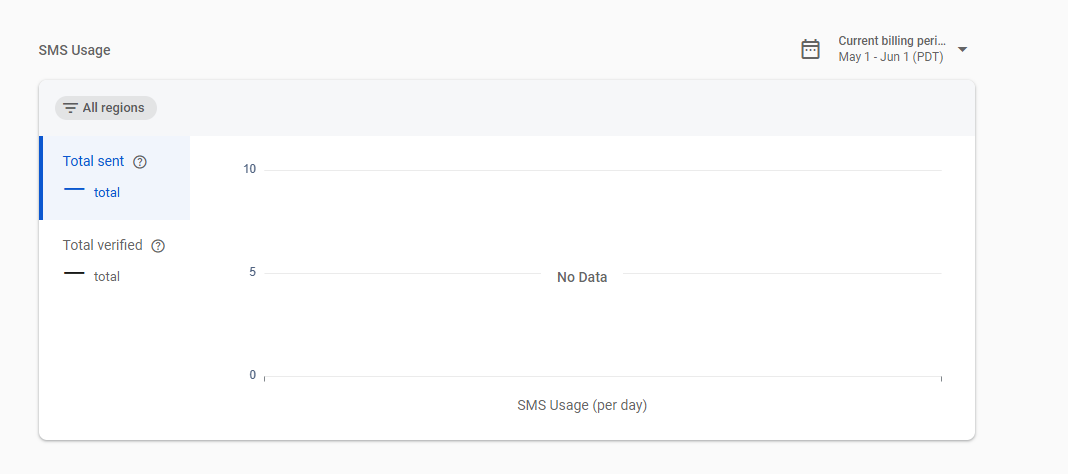 SMS Usage
Current billing peri...
May 1 - Jun 1 (PDT)
All regions
Total sent
total
Total verified
total
10
5
0
No Data
SMS Usage (per day)